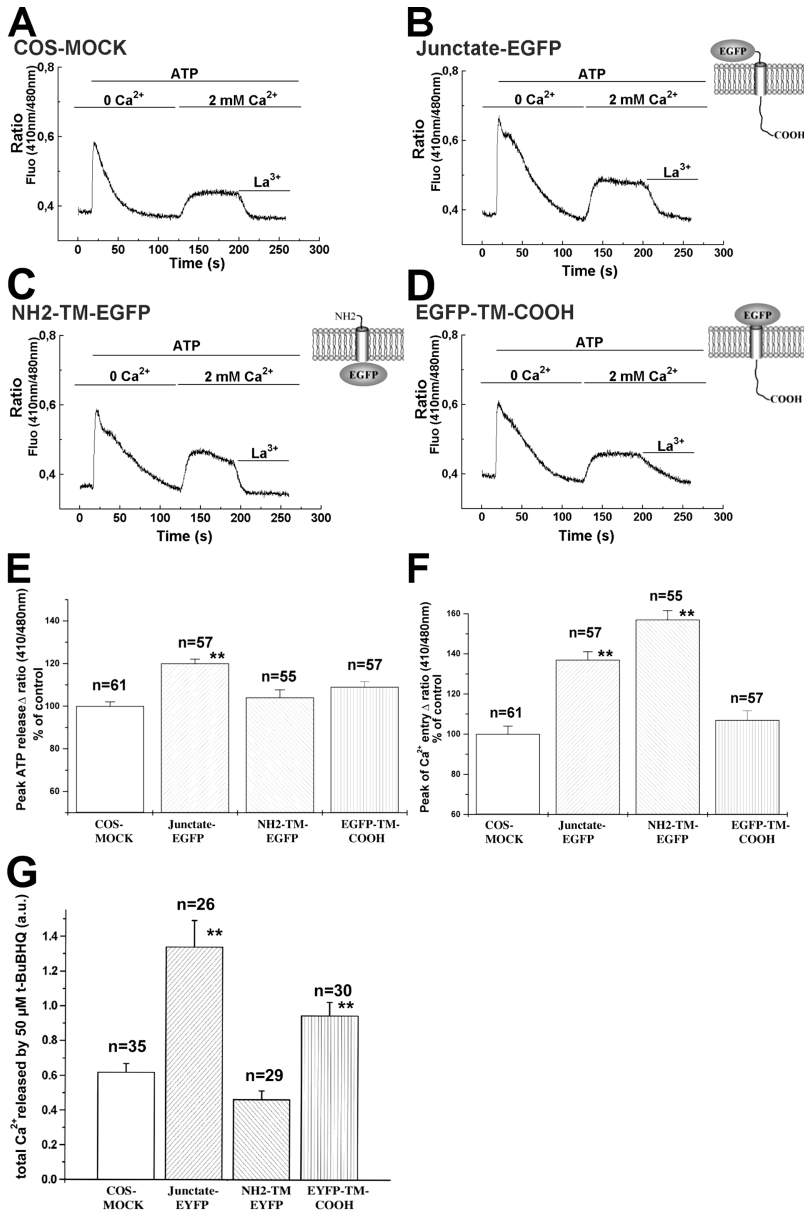 A
COS-MOCK
ATP
0 Ca2+
2 mM Ca2+
La3+
Ratio
Fluo (410nm/480nm)
0,8
0,6
0,4
0 50 100 150 200 250 300
Time (s)
B
Junctate-EGFP
EGFP
COOH
ATP
0 Ca2+
2 mM Ca2+
La3+
Ratio
Fluo (410nm/480nm)
0,8
0,6
0,4
0 50 100 150 200 250 300
Time (s)
C
NH2-TM-EGFP
NH2
EGFP
ATP
0 Ca2+
2 mM Ca2+
La3+
Ratio
Fluo (410nm/480nm)
0,8
0,6
0,4
0 50 100 150 200 250 300
Time (s)
D
EGFP-TM-COOH
EGFP
COOH
ATP
0 Ca2+
2 mM Ca2+
La3+
Ratio
Fluo (410nm/480nm)
0,8
0,6
0,4
0 50 100 150 200 250 300
Time (s)
E
Peak ATP releaseΔ ratio (410/480nm)
% of control
140
120
100
80
60
n=61
n=57
**
n=55
n=57
COS-MOCK
Junctate-EGFP
NH2-TM-EGFP
EGFP-TM-COOH
F
Peak of Ca2+ entry Δ ratio (410/480nm)
% of control
160
140
120
100
80
60
n=61
n=57
**
n=55
**
n=57
COS-MOCK
Junctate-EGFP
NH2-TM-EGFP
EGFP-TM-COOH
G
total Ca2+ released by 50 µM t-BuBHQ (a.u.)
1.4
1.2
1.0
0.8
0.6
0.4
0.2
0.0
n=35
n=26
**
n=29
n=30
**
COS-MOCK
Junctate-EYFP
NH2-TM EYFP
EYFP-TM-COOH